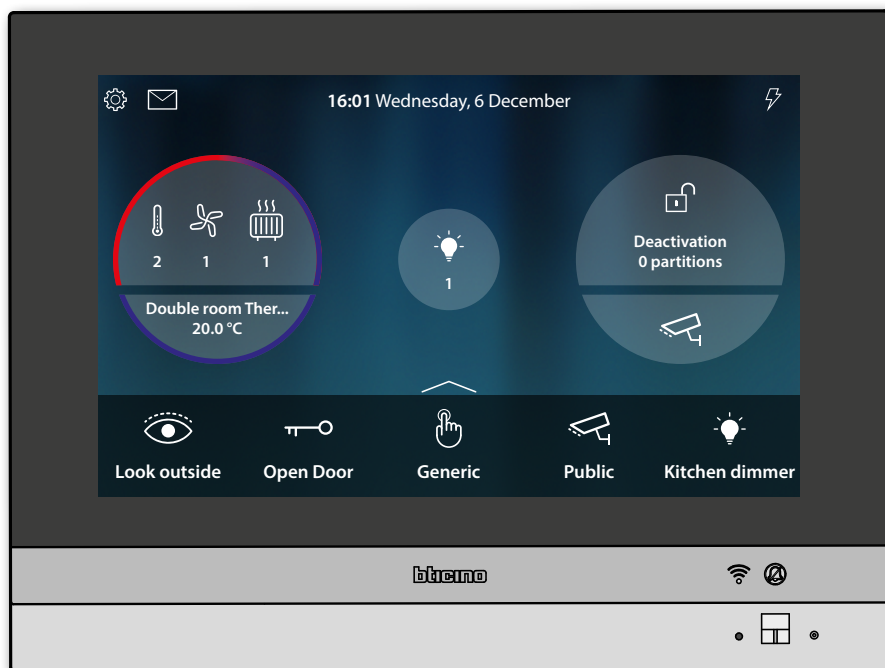 16:01 Wednesday, 6 December
2 1 1
Double room Ther...
20.0 °C
1
Deactivation
0 partitions
Look outside Open Door Generic Public Kitchen dimmer
bticino